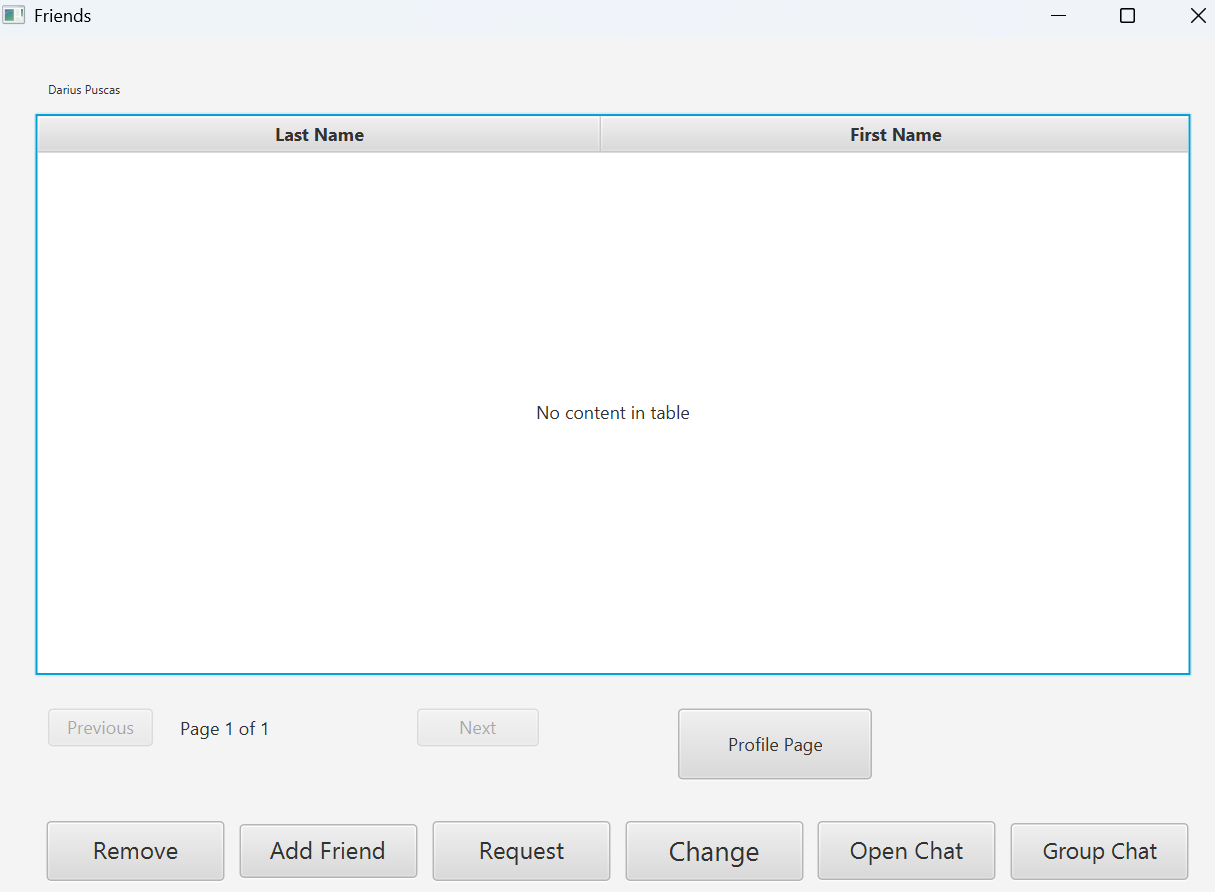 Friends
Darius Puscas
Last Name First Name
No content in table
Previous Page 1 of 1 Next
Profile Page
Remove Add Friend Request Change Open Chat Group Chat